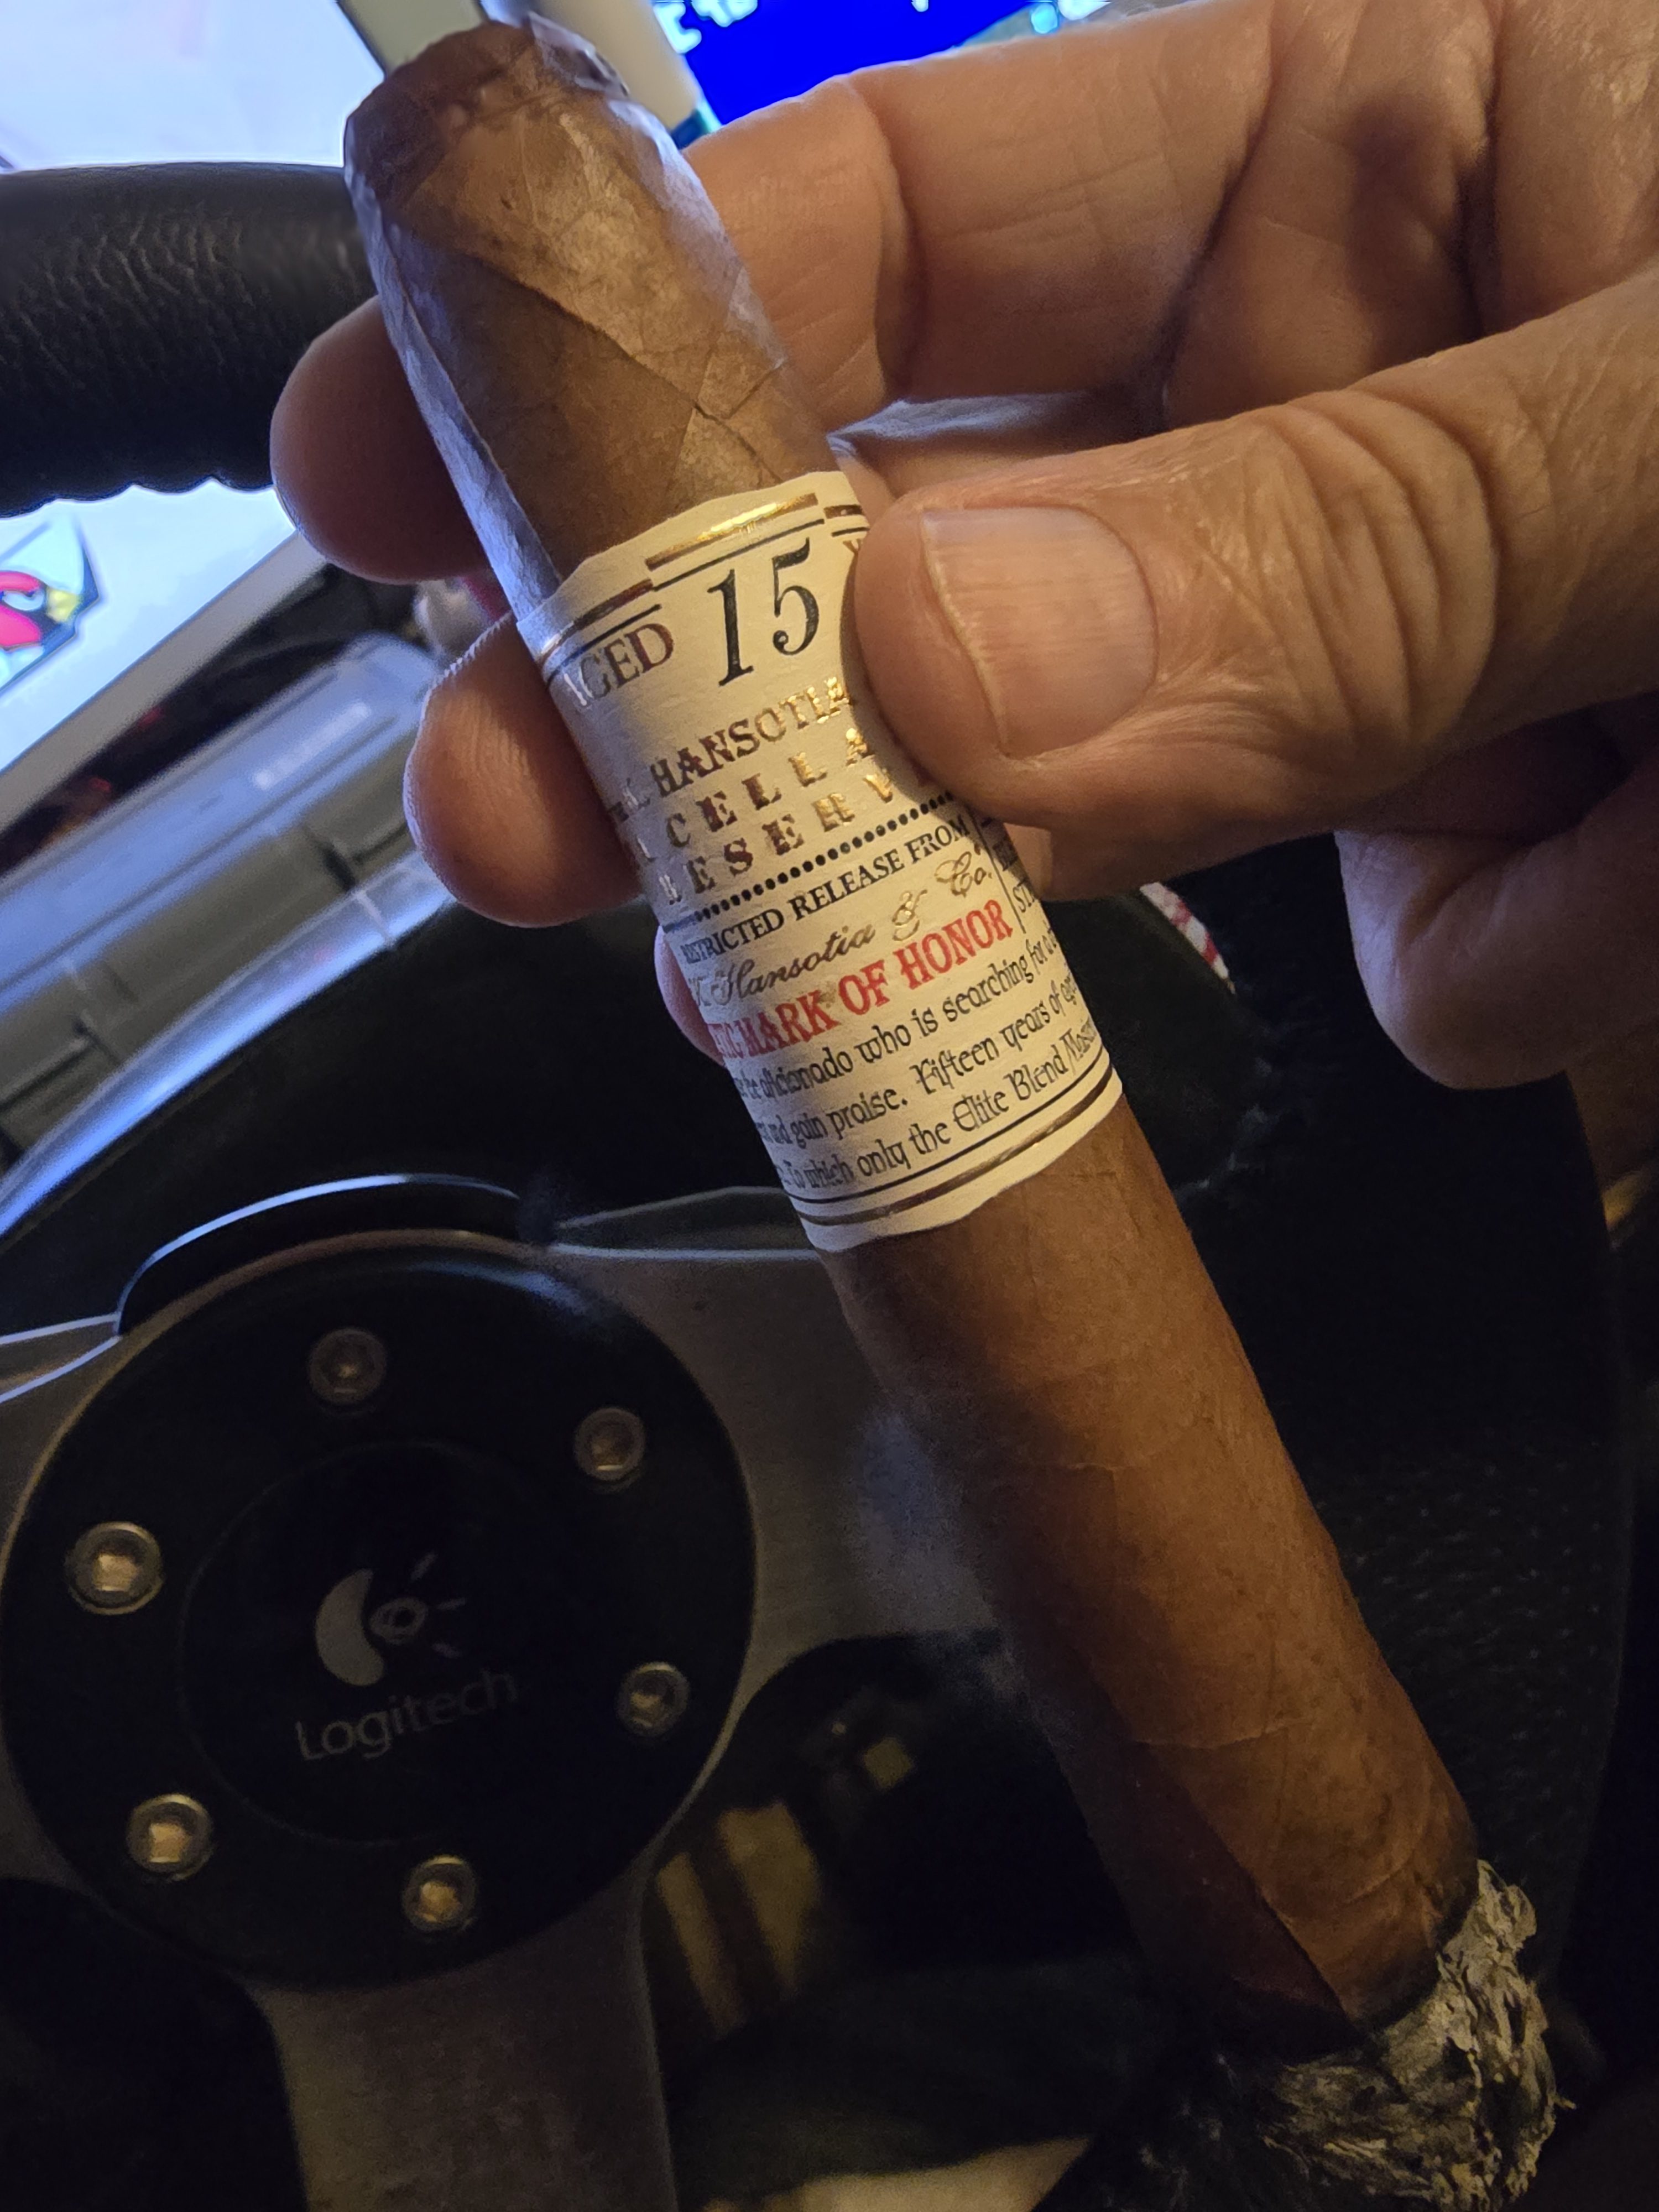 AGED 15
HANSOTIA
CELLA
RESERV
RESTRICTED RELEASE FROM
Hansotia & Co.
MARK OF HONOR
aficionado who is searching for
and gain praise. Fifteen years of
To which only the Elite Blend
Logitech